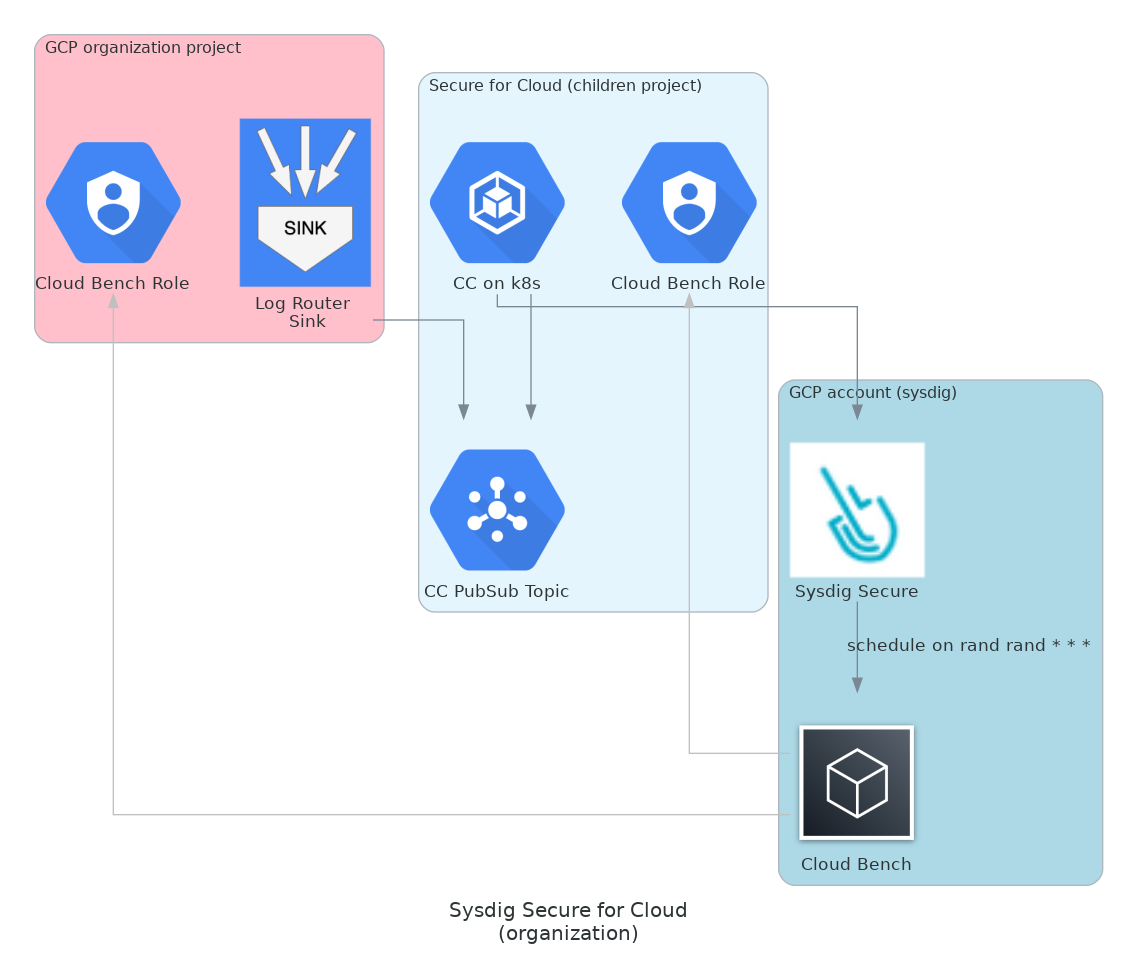 GCP organization project
SINK
Cloud Bench Role
Log Router
Sink
Secure for Cloud (children project)
CC on k8s
Cloud Bench Role
CC PubSub Topic
GCP account (sysdig)
Sysdig Secure
schedule on rand rand * * *
Cloud Bench
Sysdig Secure for Cloud
(organization)